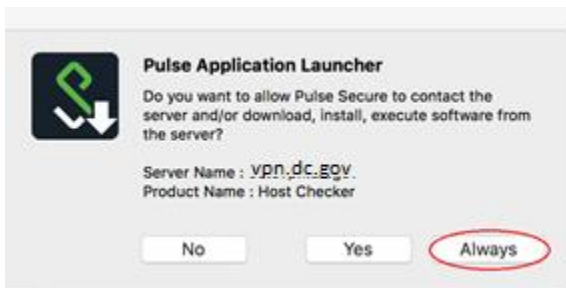 Pulse Application Launcher
Do you want to allow Pulse Secure to contact the
server and/or download, install, execute software from
the server?
Server Name : vpn.dc.gov
Product Name : Host Checker
No Yes Always